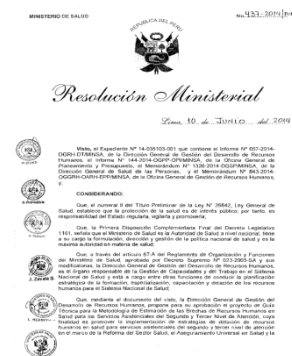 MINISTERIO DE SALUD
No. 437-2014/MINSA
REPUBLICA DEL PERU
Resolución Ministerial
Lima, 10 de JUNIO del 2014
Visto, el Expediente N° 14-035103-001 que contiene el Informe N° 057-2014-
DGRH-DT/MINSA, de la Dirección General de Gestión del Desarrollo de Recursos
Humanos, el Informe N° 144-2014-OGPP-OPI/MINSA, de la Oficina General de
Planeamiento y Presupuesto, el Memorándum N° 1328-2014-DGSP/MINSA, de la
Dirección General de Salud de las Personas, y el Memorándum N° 843-2014-
OGGRH-OARH-EPP/MINSA, de la Oficina General de Gestión de Recursos Humanos;
y,
CONSIDERANDO:
Que, el numeral II del Título Preliminar de la Ley N° 26842, Ley General de
Salud, establece que la protección de la salud es de interés público; por tanto, es
responsabilidad del Estado regularla, vigilarla y promoverla;
Que, la Primera Disposición Complementaria Final del Decreto Legislativo
1161, señala que el Ministerio de Salud es la Autoridad de Salud a nivel nacional, tiene
a su cargo la formulación, dirección y gestión de la política nacional de salud y es la
máxima autoridad en materia de salud;
Que, a través del artículo 57-A del Reglamento de Organización y Funciones
del Ministerio de Salud, aprobado por Decreto Supremo N° 023-2005-SA y sus
modificatorias, la Dirección General de Gestión del Desarrollo de Recursos Humanos,
es el órgano responsable de la Gestión de Capacidades y del Trabajo en el Sistema
Nacional de Salud y está a cargo entre otras funciones de conducir la planificación
estratégica de la formación, especialización, capacitación y dotación de los recursos
humanos para el Sistema Nacional de Salud;
Que, mediante el documento del visto, la Dirección General de Gestión del
Desarrollo de Recursos Humanos, propone para su aprobación el proyecto de Guía
Técnica para la Metodología de Estimación de las Brechas de Recursos Humanos en
Salud para los Servicios Asistenciales del Segundo y Tercer Nivel de Atención, cuya
finalidad es promover la implementación de estrategias de dotación de recursos
humanos en salud para servicios asistenciales de segundo y tercer nivel de atención
en el marco de la Reforma del Sector Salud, el Aseguramiento Universal en Salud y la